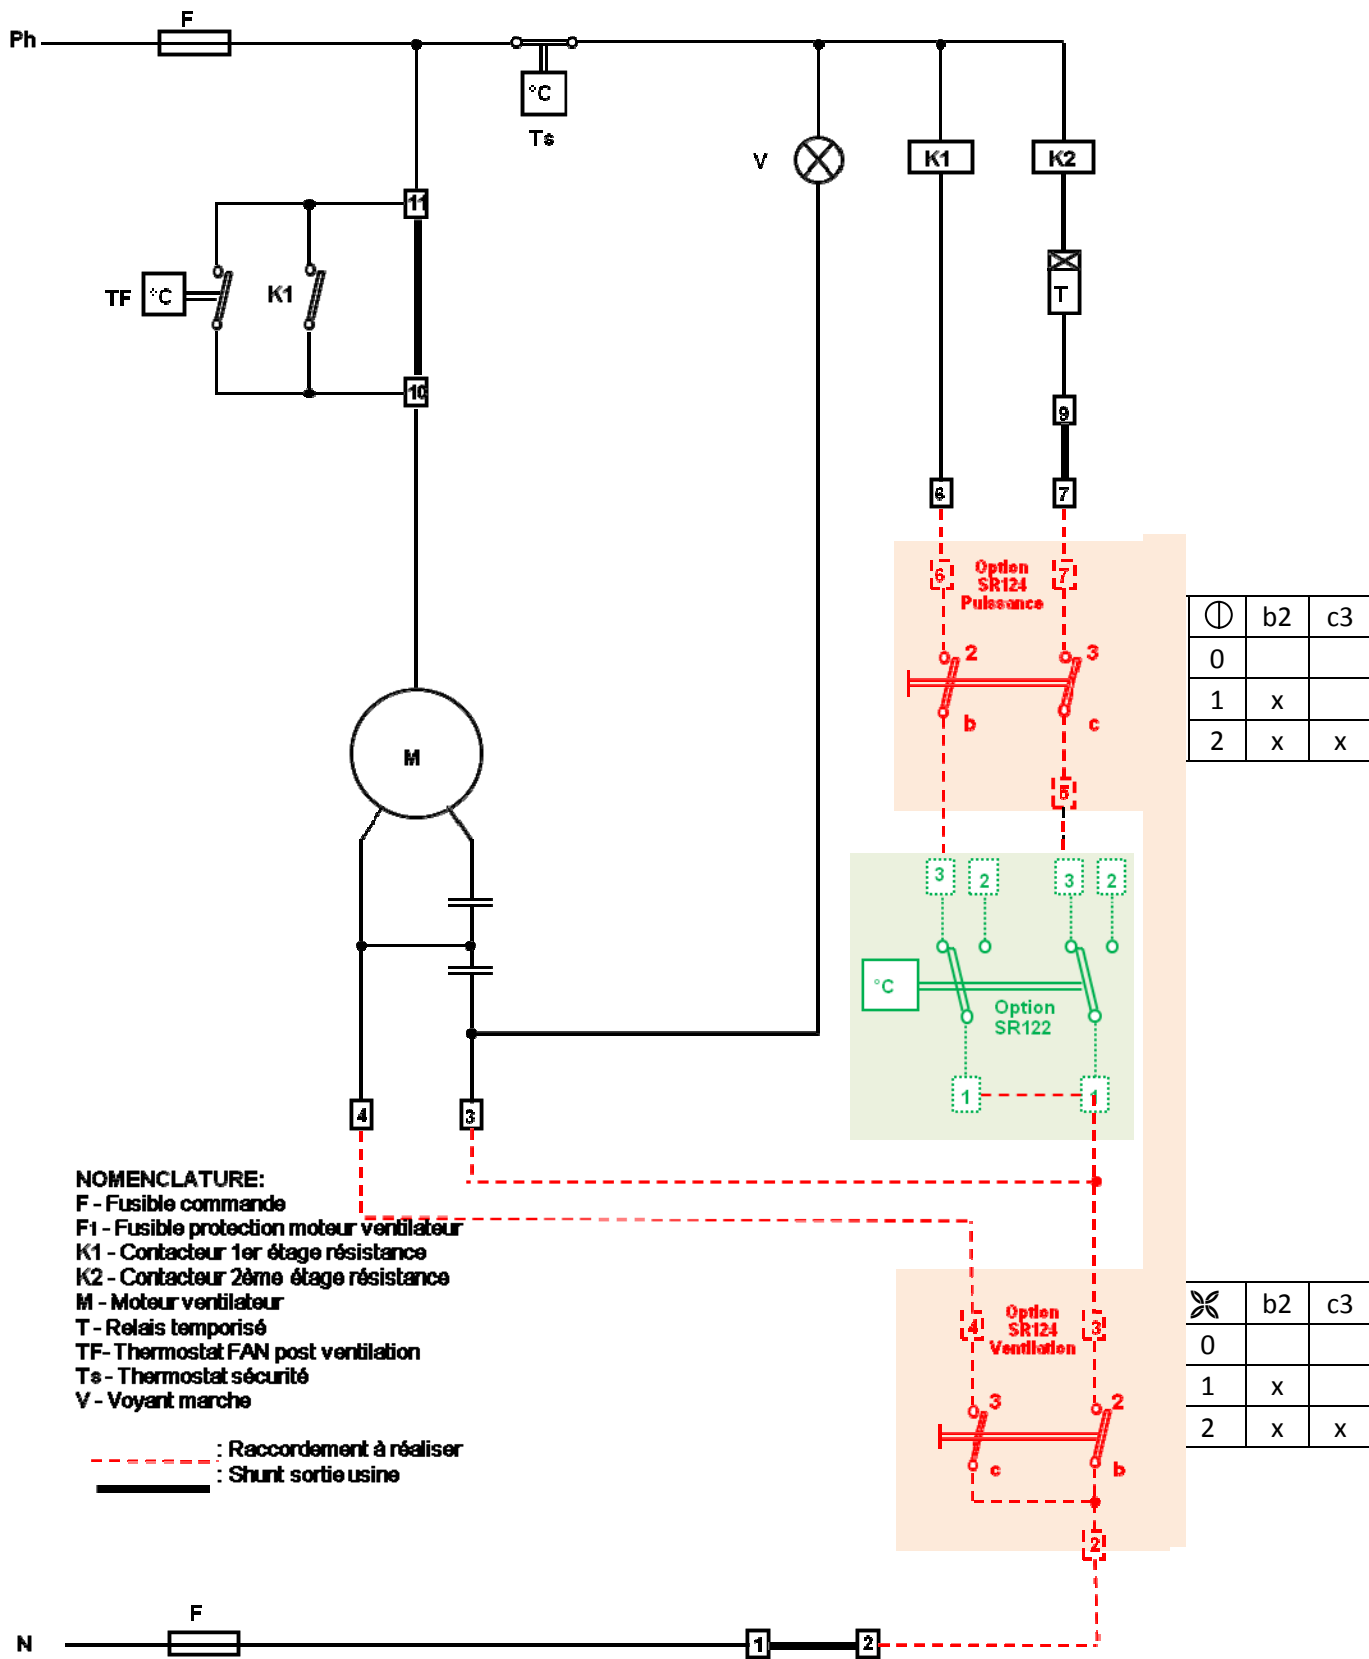 F
Ph
°C
Ts
V
K1
K2
11
TF
°C
K1
T
10
9
6
7
6
Option
SR124
Puissance
7
b2
c3
2
3
0
1
x
b
c
2
x
x
M
5
3
2
3
2
°C
Option
SR122
1
1
4
3
NOMENCLATURE:
F - Fusible commande
F1 - Fusible protection moteur ventilateur
K1 - Contacteur 1er étage résistance
K2 - Contacteur 2ème étage résistance
M - Moteur ventilateur
T - Relais temporisé
TF- Thermostat FAN post ventilation
Ts - Thermostat sécurité
V - Voyant marche
: Raccordement à réaliser
: Shunt sortie usine
4
Option
SR124
Ventilation
3
b2
c3
0
1
x
2
x
x
3
2
c
b
2
F
N
1
2